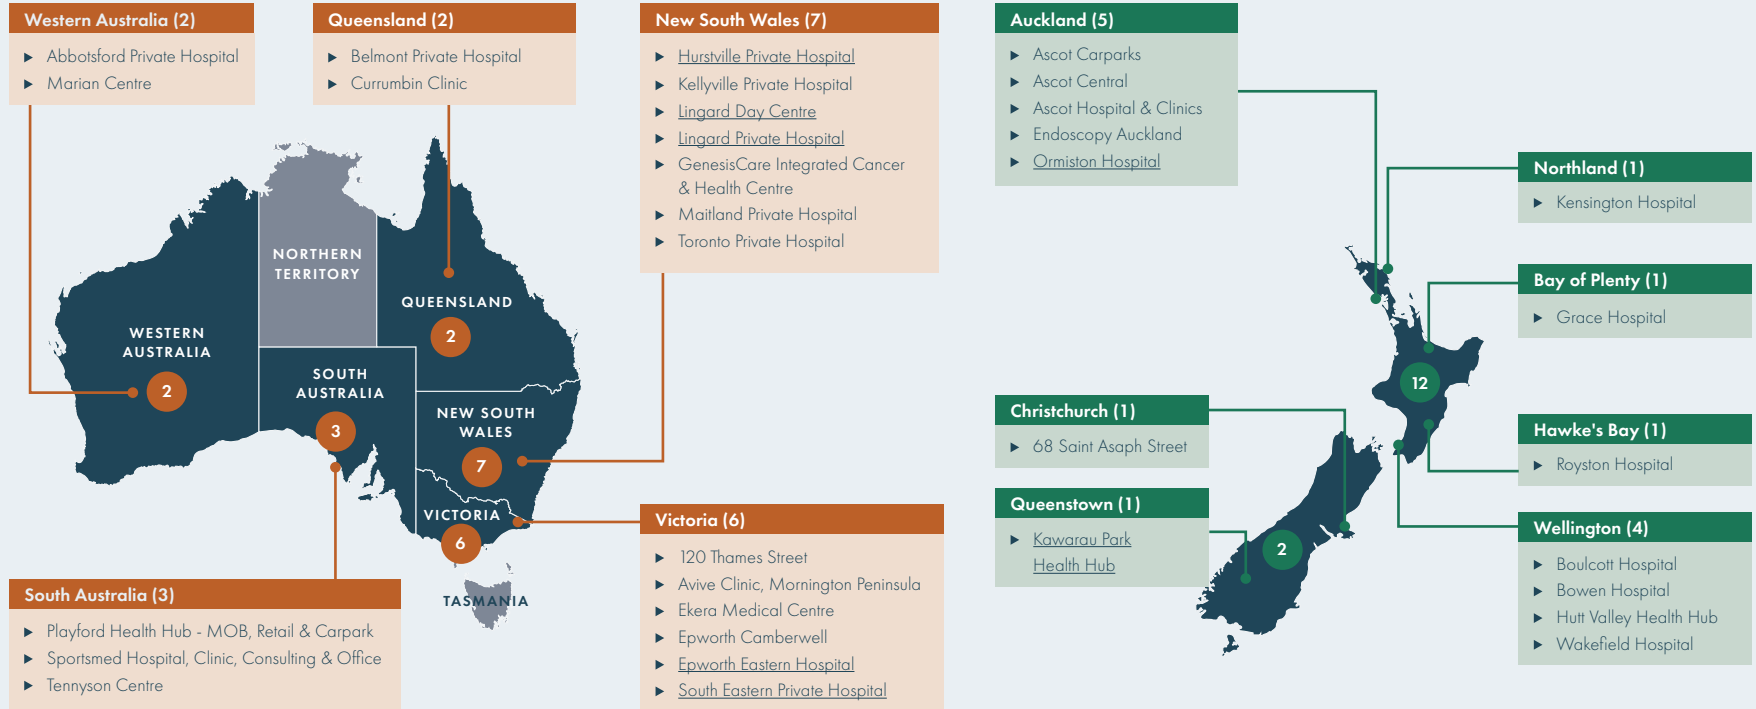 Western Australia (2)
Abbotsford Private Hospital
Marian Centre
Queensland (2)
Belmont Private Hospital
Currumbin Clinic
New South Wales (7)
Hurstville Private Hospital
Kellyville Private Hospital
Lingard Day Centre
Lingard Private Hospital
GenesisCare Integrated Cancer
& Health Centre
Maitland Private Hospital
Toronto Private Hospital
NORTHERN
TERRITORY
QUEENSLAND
2
WESTERN
AUSTRALIA
2
SOUTH
AUSTRALIA
3
NEW SOUTH
WALES
7
VICTORIA
6
TASMANIA
South Australia (3)
Playford Health Hub - MOB, Retail & Carpark
Sportsmed Hospital, Clinic, Consulting & Office
Tennyson Centre
Victoria (6)
120 Thames Street
Avive Clinic, Mornington Peninsula
Ekera Medical Centre
Epworth Camberwell
Epworth Eastern Hospital
South Eastern Private Hospital
Auckland (5)
Ascot Carparks
Ascot Central
Ascot Hospital & Clinics
Endoscopy Auckland
Ormiston Hospital
Northland (1)
Kensington Hospital
Bay of Plenty (1)
Grace Hospital
12
Christchurch (1)
68 Saint Asaph Street
Hawke's Bay (1)
Royston Hospital
Queenstown (1)
Kawarau Park
Health Hub
2
Wellington (4)
Boulcott Hospital
Bowen Hospital
Hutt Valley Health Hub
Wakefield Hospital